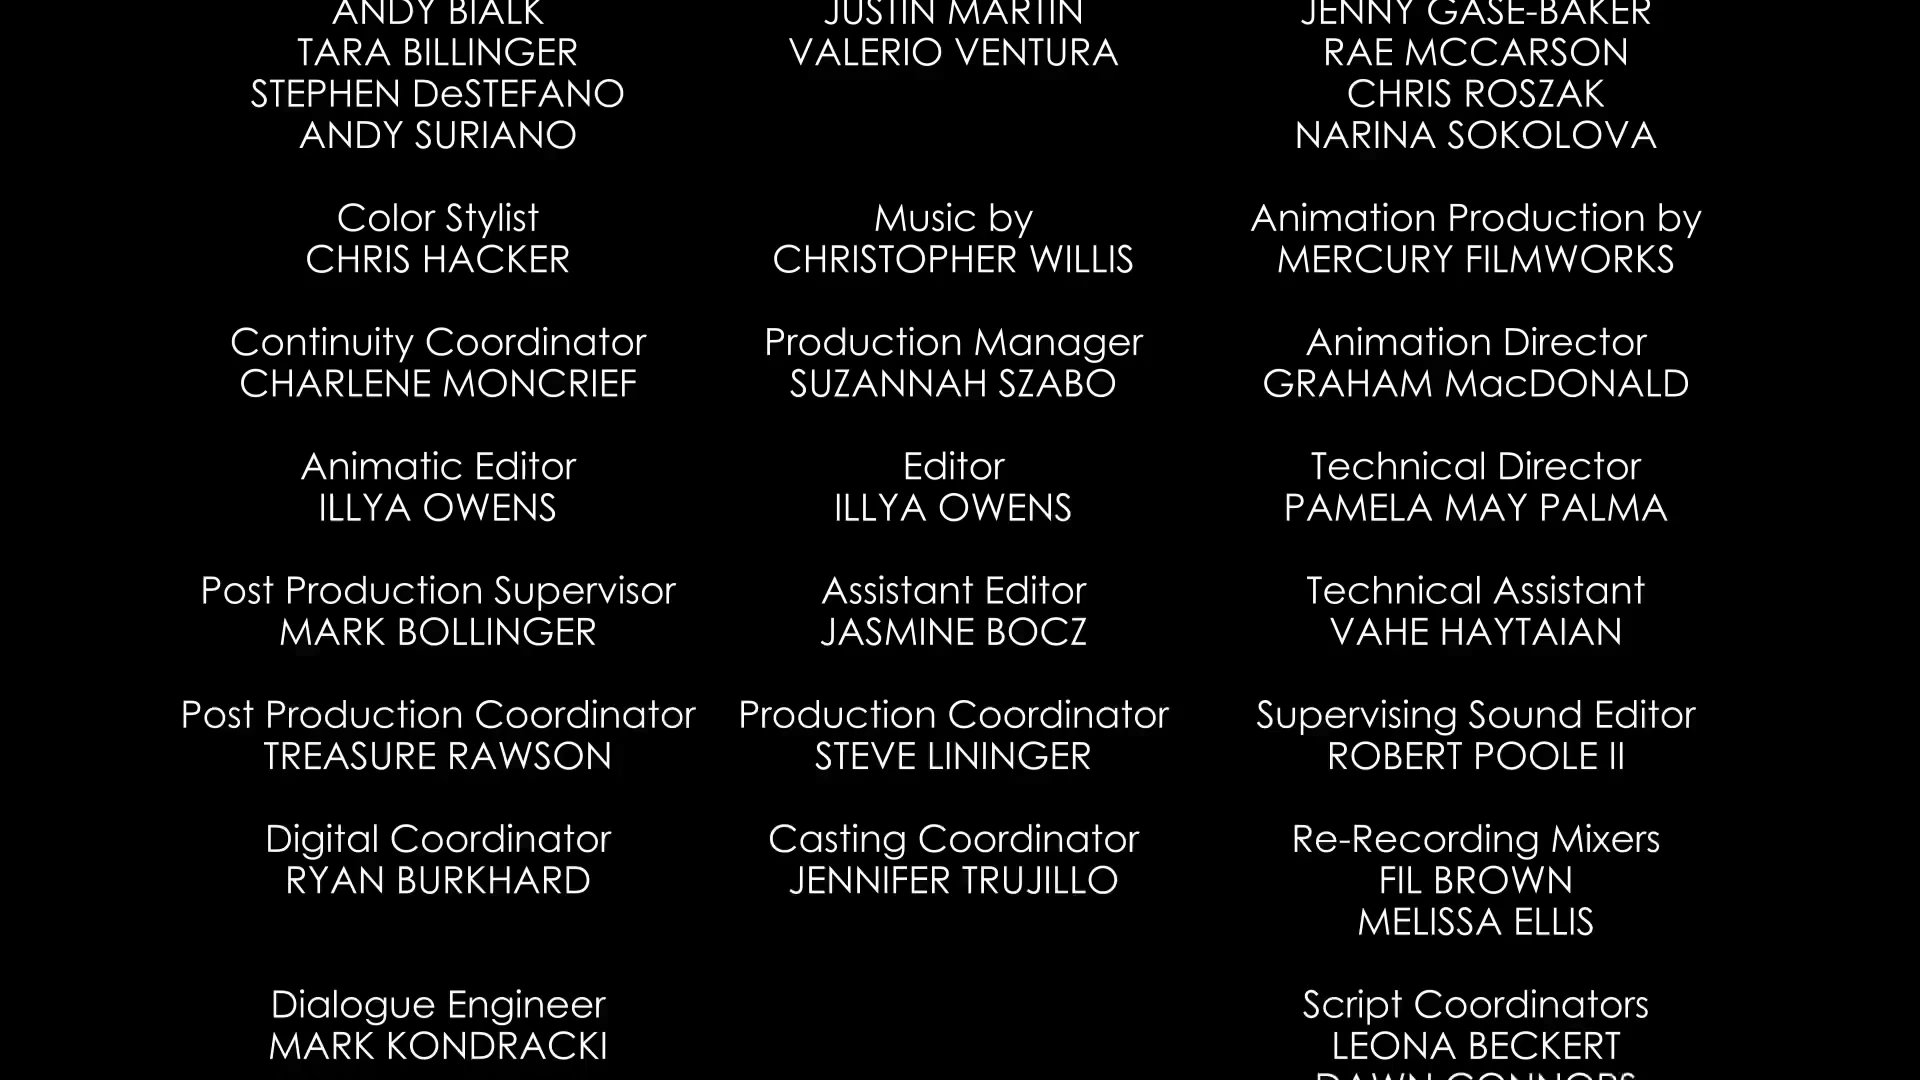 ANDY BIALK
TARA BILLINGER
STEPHEN DeSTEFANO
ANDY SURIANO
JUSTIN MARTIN
VALERIO VENTURA
JENNY GASE-BAKER
RAE MCCARSON
CHRIS ROSZAK
NARINA SOKOLOVA
Color Stylist
CHRIS HACKER
Music by
CHRISTOPHER WILLIS
Animation Production by
MERCURY FILMWORKS
Continuity Coordinator
CHARLENE MONCRIEF
Production Manager
SUZANNAH SZABO
Animation Director
GRAHAM MacDONALD
Animatic Editor
ILLYA OWENS
Editor
ILLYA OWENS
Technical Director
PAMELA MAY PALMA
Post Production Supervisor
MARK BOLLINGER
Assistant Editor
JASMINE BOCZ
Technical Assistant
VAHE HAYTAIAN
Post Production Coordinator
TREASURE RAWSON
Production Coordinator
STEVE LININGER
Supervising Sound Editor
ROBERT POOLE II
Digital Coordinator
RYAN BURKHARD
Casting Coordinator
JENNIFER TRUJILLO
Re-Recording Mixers
FIL BROWN
MELISSA ELLIS
Dialogue Engineer
MARK KONDRACKI
Script Coordinators
LEONA BECKERT
DAWN CONNORS